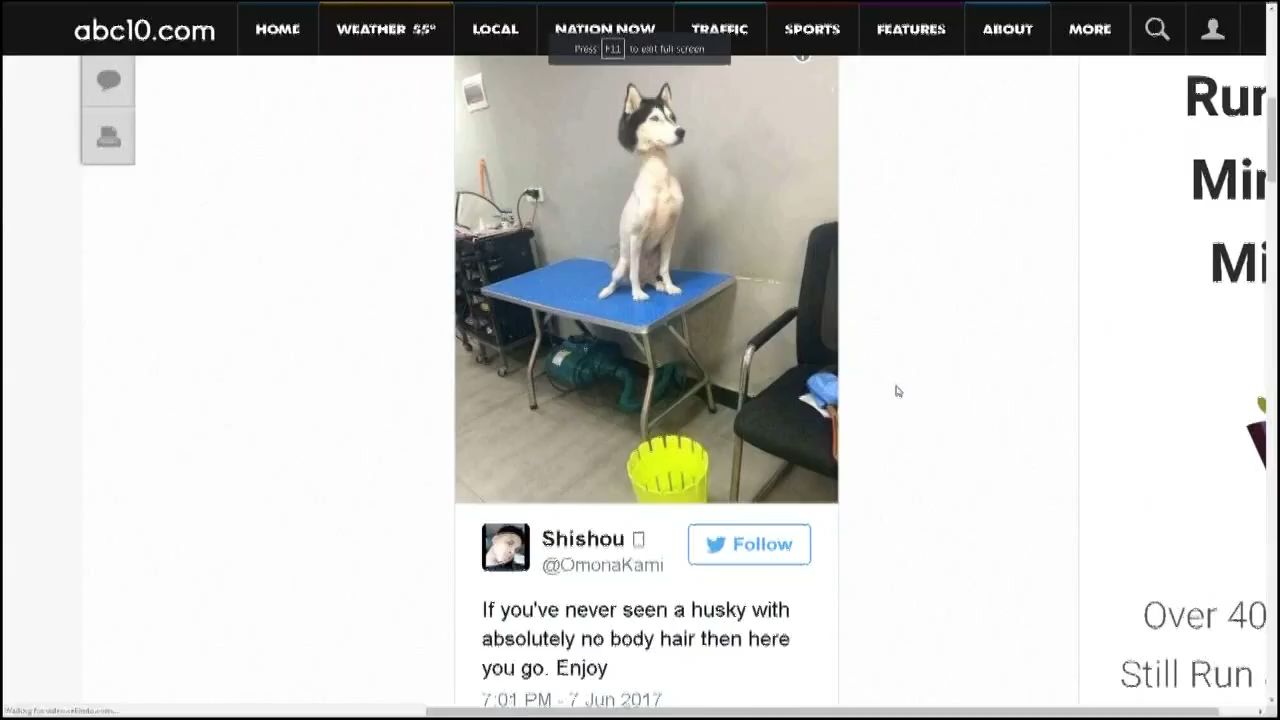 abc10.com
HOME
WEATHER 55°
LOCAL
NATION NOW
TRAFFIC
SPORTS
FEATURES
ABOUT
MORE
Press F11 to exit full screen
Run
Mi
Shishou
Follow
@OmonaKami
If you've never seen a husky with
absolutely no body hair then here
you go. Enjoy
7:01 PM - 7 Jun 2017
Over 40
Still Run